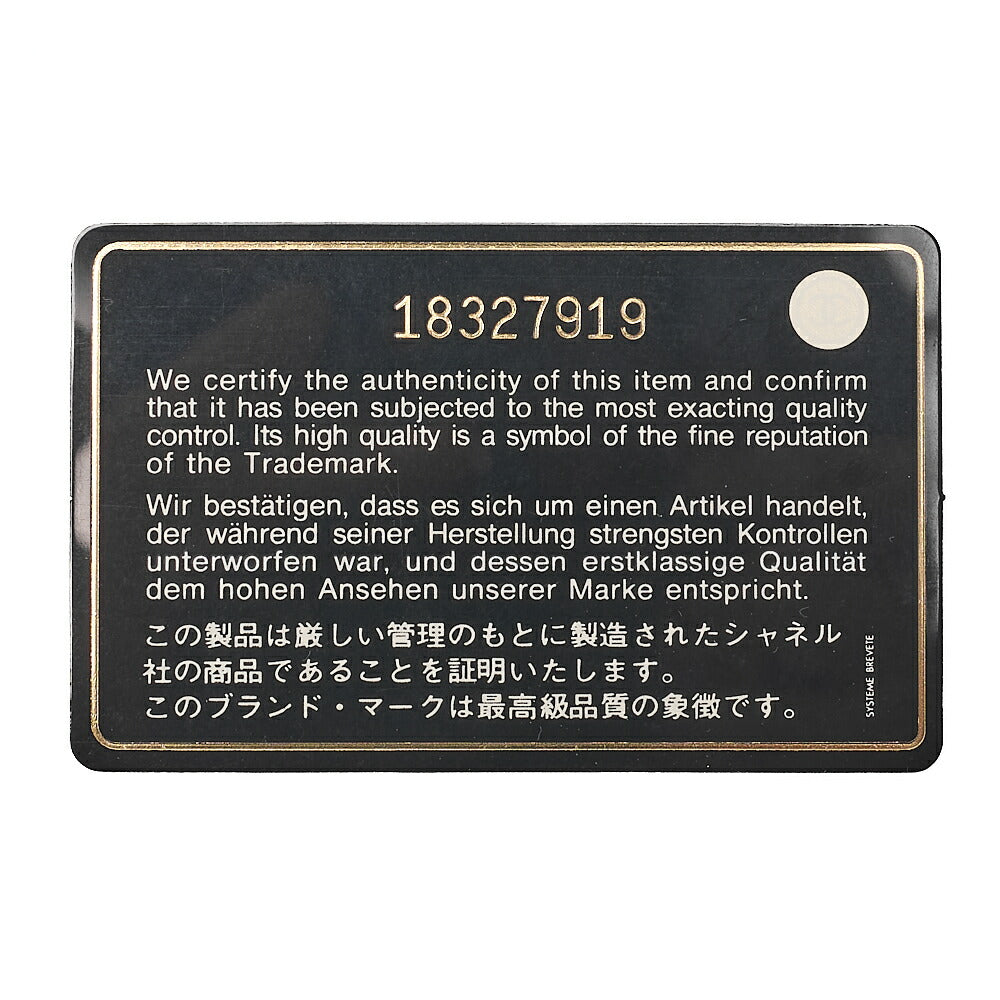 18327919
We certify the authenticity of this item and confirm
that it has been subjected to the most exacting quality
control. Its high quality is a symbol of the fine reputation
of the Trademark.
Wir bestätigen, dass es sich um einen Artikel handelt,
der während seiner Herstellung strengsten Kontrollen
unterworfen war, und dessen erstklassige Qualität
dem hohen Ansehen unserer Marke entspricht.
この製品は厳しい管理のもとに製造されたシャネル
社の商品であることを証明いたします。
このブランド・マークは最高級品質の象徴です。
SYSTEME BREVETE